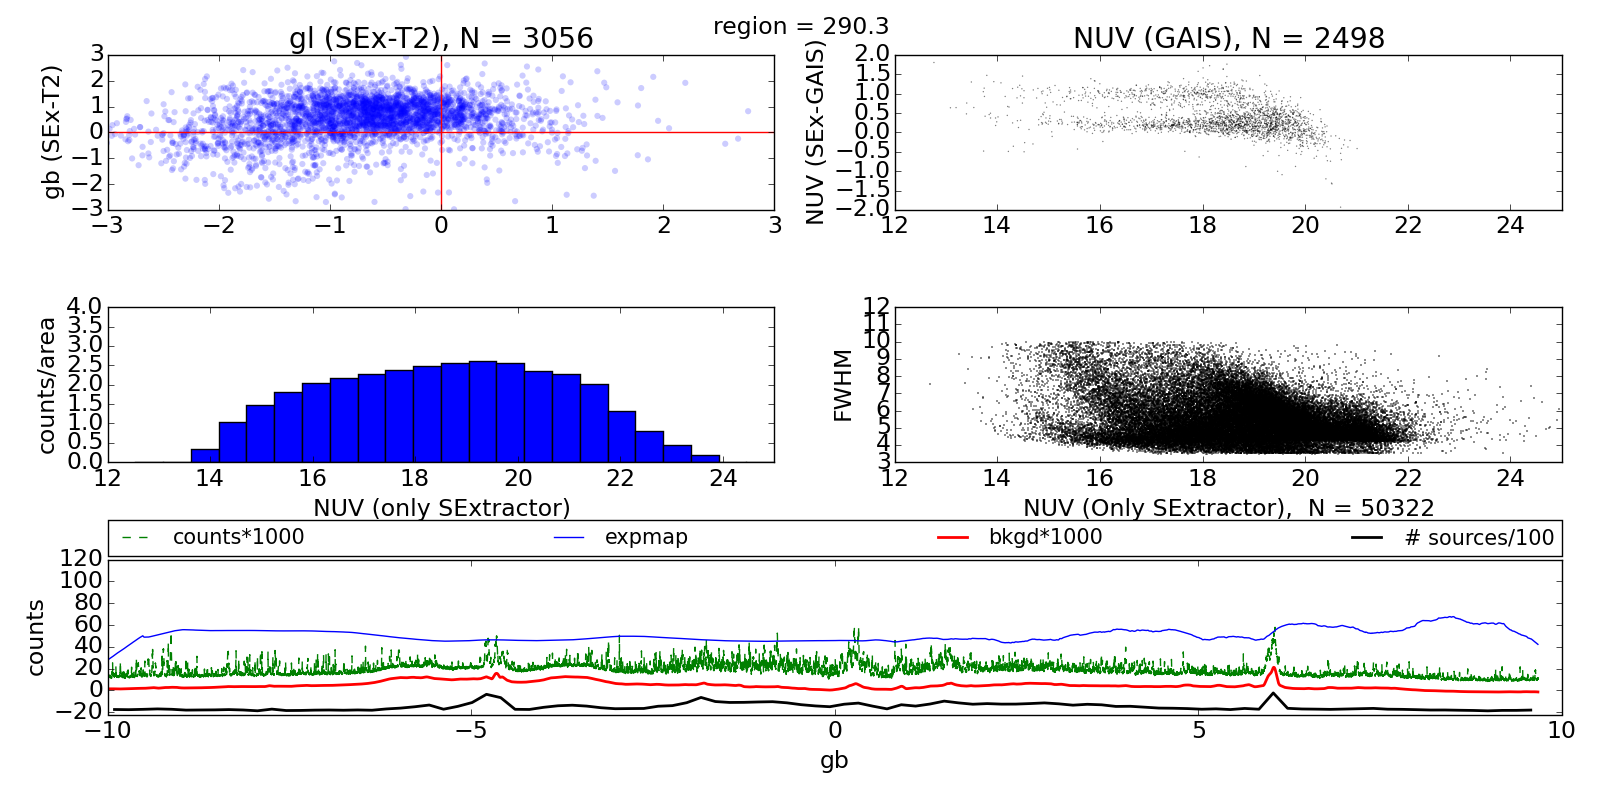 region = 290.3
gl (SEx-T2), N = 3056
gb (SEx-T2)
3
2
1
0
−1
−2
−3
−3 −2 −1 0 1 2 3
NUV (GAIS), N = 2498
NUV (SEx-GAIS)
2.0
1.5
1.0
0.5
0.0
−0.5
−1.0
−1.5
−2.0
12 14 16 18 20 22 24
counts/area
4.0
3.5
3.0
2.5
2.0
1.5
1.0
0.5
0.0
12 14 16 18 20 22 24
NUV (only SExtractor)
FWHM
12
11
10
9
8
7
6
5
4
3
12 14 16 18 20 22 24
NUV (Only SExtractor), N = 50322
counts*1000 expmap bkgd*1000 # sources/100
counts
120
100
80
60
40
20
0
−20
−10 −5 0 5 10
gb